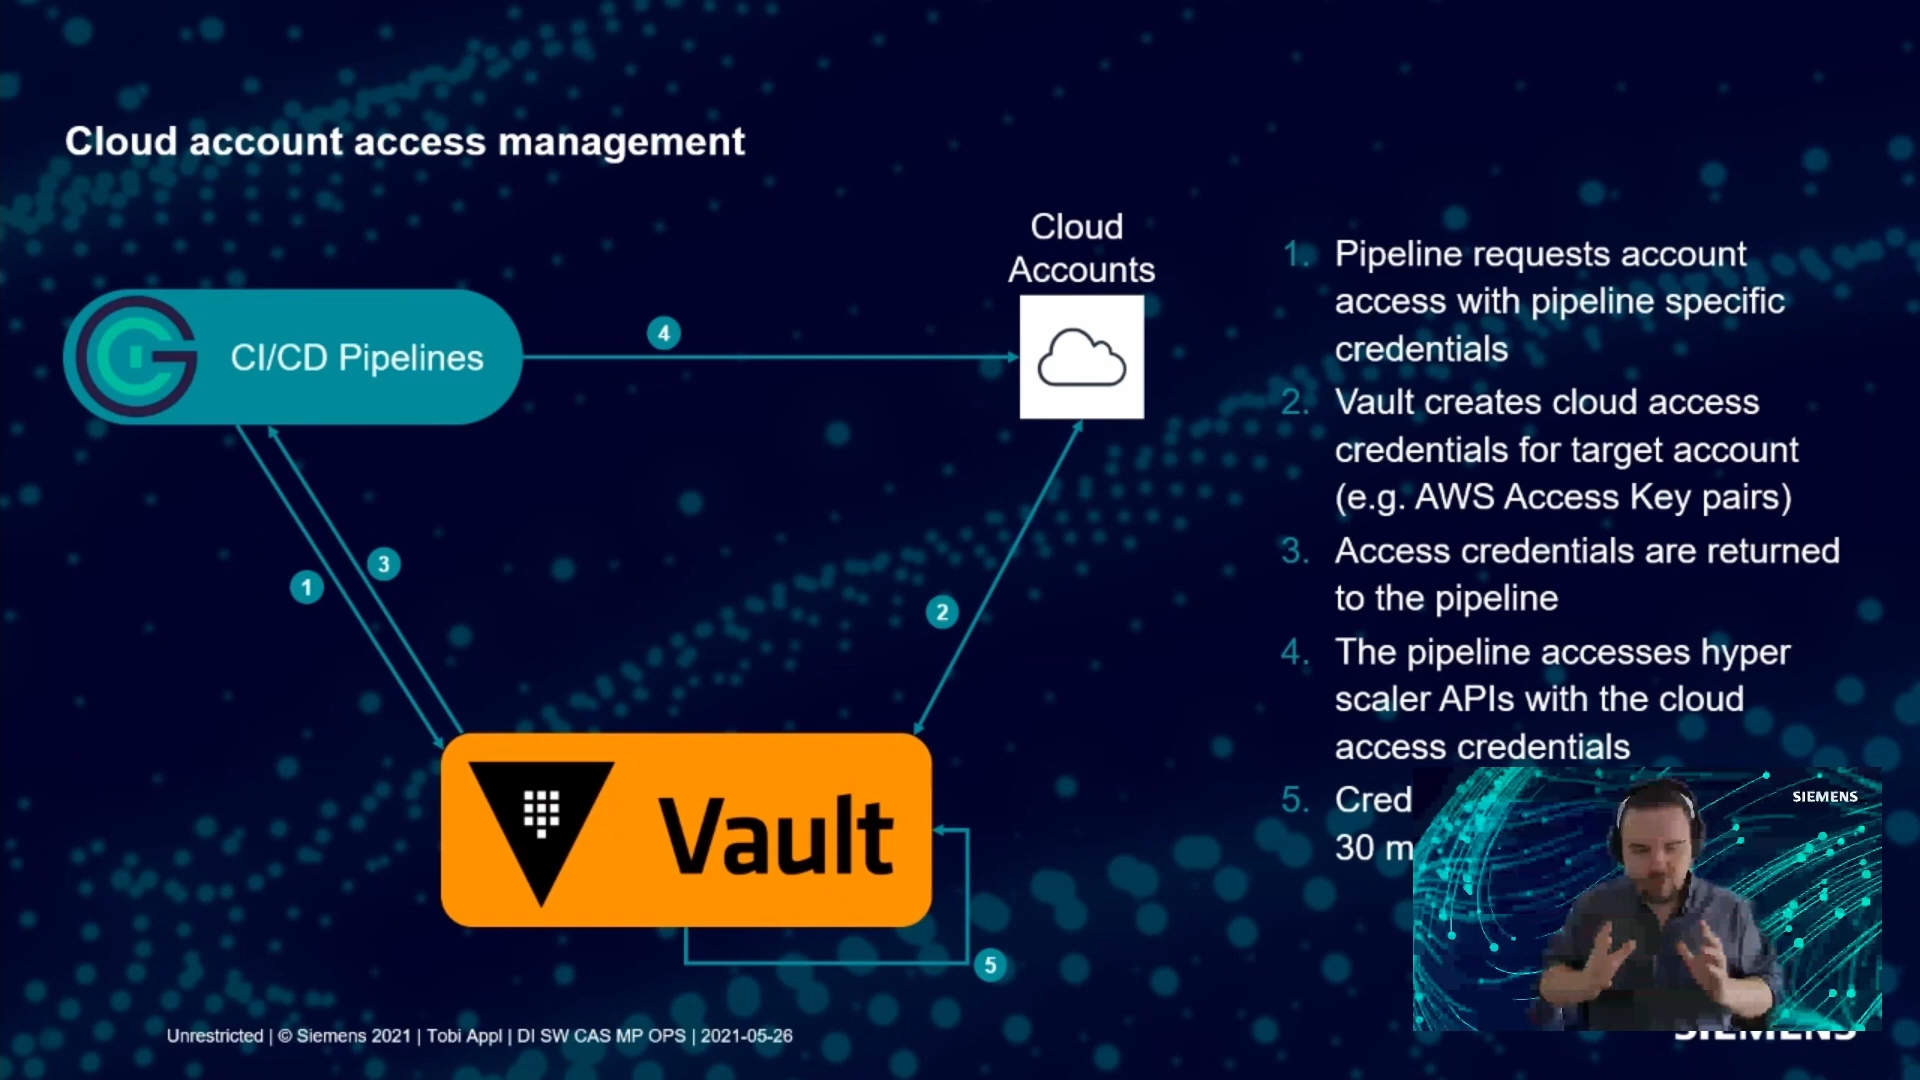 Cloud account access management
Cloud
Accounts
CI/CD Pipelines
4
1
3
2
Vault
5
1. Pipeline requests account
access with pipeline specific
credentials
2. Vault creates cloud access
credentials for target account
(e.g. AWS Access Key pairs)
3. Access credentials are returned
to the pipeline
4. The pipeline accesses hyper
scaler APIs with the cloud
access credentials
5. Cred
30 m
SIEMENS
Unrestricted | © Siemens 2021 | Tobi Appl | DI SW CAS MP OPS | 2021-05-26
SIEMENS